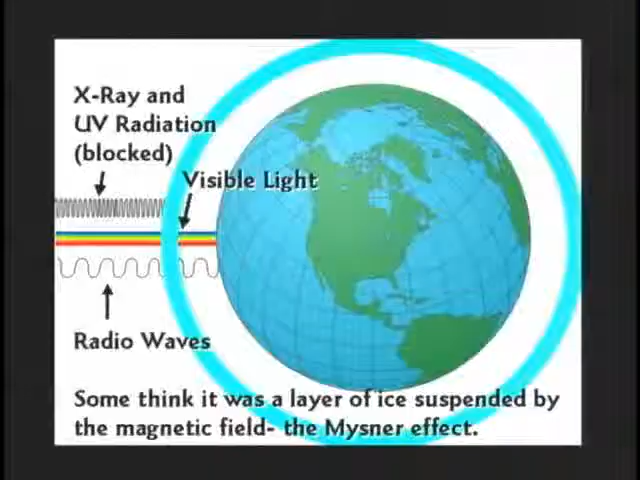 X-Ray and
UV Radiation
(blocked)
Visible Light
Radio Waves
Some think it was a layer of ice suspended by
the magnetic field- the Mysner effect.